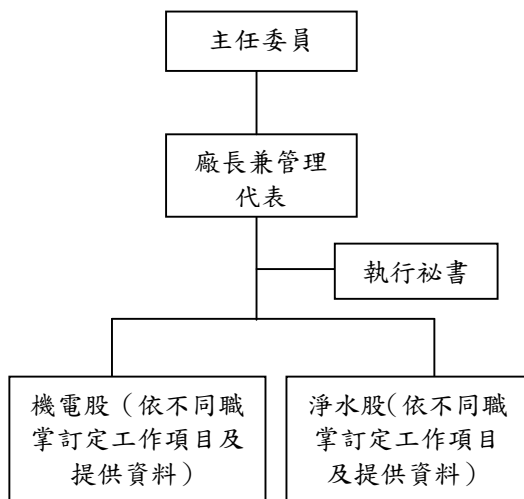 主任委員
廠長兼管理
代表
執行祕書
機電股（依不同職
掌訂定工作項目及
提供資料）
淨水股(依不同職
掌訂定工作項目
及提供資料）